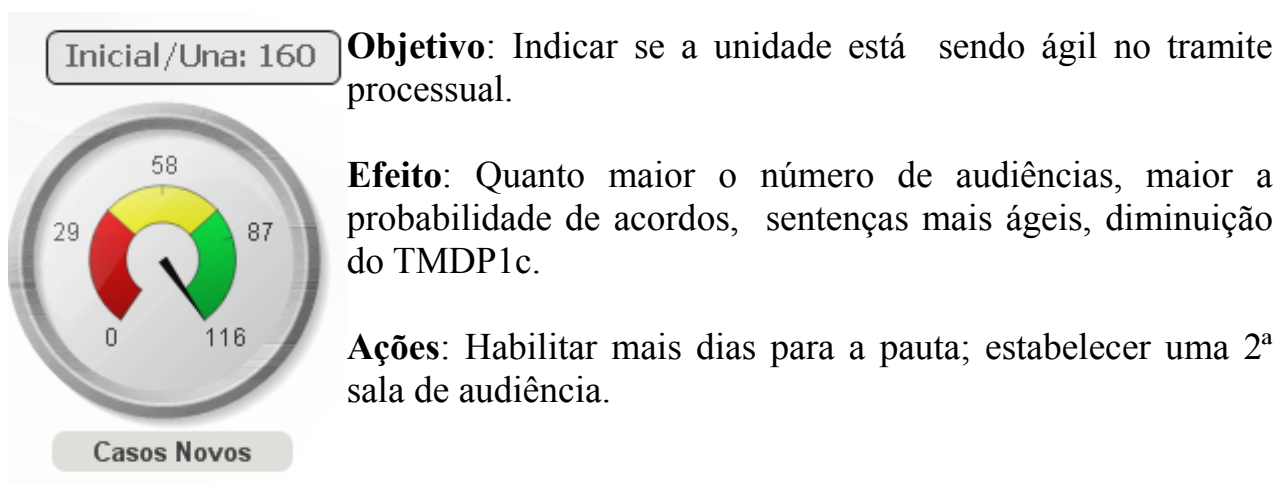 Inicial/Una: 160
58
29
87
0
116
Casos Novos
Objetivo: Indicar se a unidade está sendo ágil no tramite
processual.
Efeito: Quanto maior o número de audiências, maior a
probabilidade de acordos, sentenças mais ágeis, diminuição
do TMDP1c.
Ações: Habilitar mais dias para a pauta; estabelecer uma 2ª
sala de audiência.